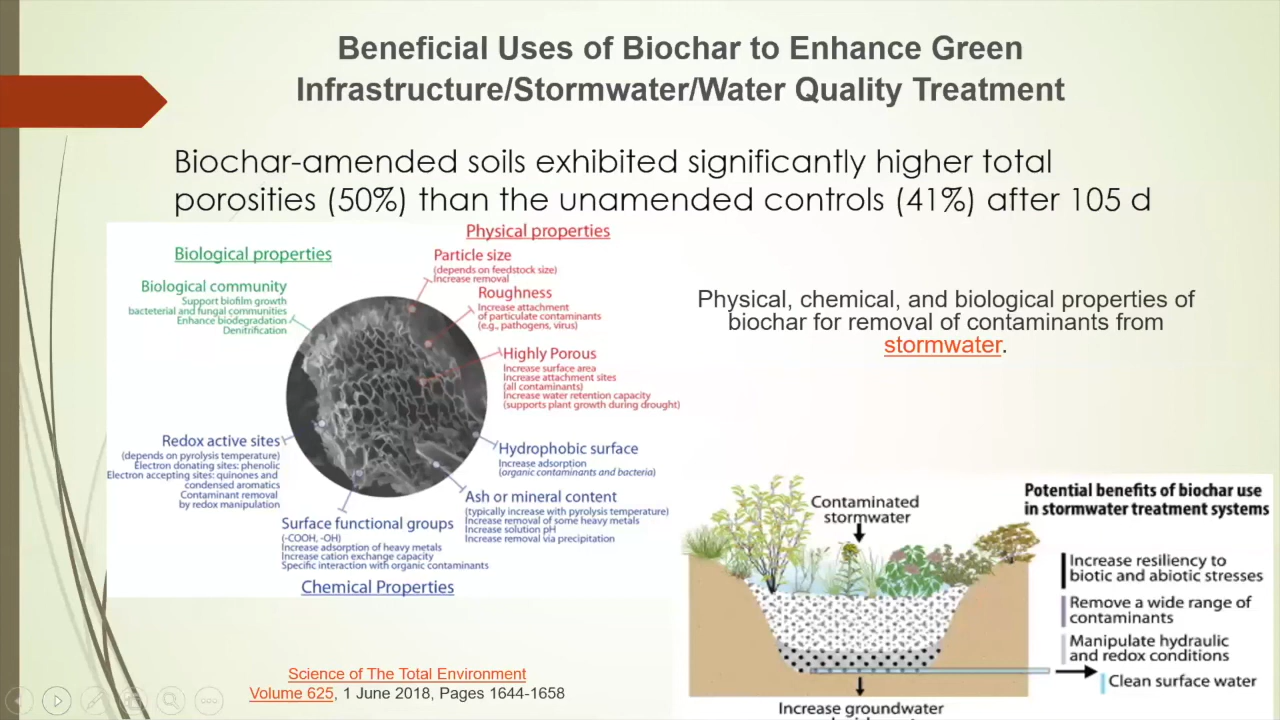 Beneficial Uses of Biochar to Enhance Green
Infrastructure/Stormwater/Water Quality Treatment
Biochar-amended soils exhibited significantly higher total
porosities (50%) than the unamended controls (41%) after 105 d
Physical properties
Biological properties
Particle size
(depends on feedstock size)
Increase removal
Biological community
Support biofilm growth
bacteterial and fungal communities
Enhance biodegradation
Denitrification
Roughness
Increase attachment
of particulate contaminants
(e.g., pathogens, virus)
Highly Porous
Increase surface area
Increase attachment sites
(all contaminants)
Increase water retention capacity
(supports plant growth during drought)
Redox active sites
(depends on pyrolysis temperature)
Electron donating sites: phenolic
Electron accepting sites: quinones and
condensed aromatics
Contaminant removal
by redox manipulation
Hydrophobic surface
Increase adsorption
(organic contaminants and bacteria)
Ash or mineral content
(typically increase with pyrolysis temperature)
Increase removal of some heavy metals
Increase solution pH
Increase removal via precipitation
Surface functional groups
(-COOH, -OH)
Increase adsorption of heavy metals
Increase cation exchange capacity
Specific interaction with organic contaminants
Chemical Properties
Physical, chemical, and biological properties of
biochar for removal of contaminants from
stormwater.
Contaminated
stormwater
Potential benefits of biochar use
in stormwater treatment systems
Increase resiliency to
biotic and abiotic stresses
Remove a wide range of
contaminants
Manipulate hydraulic
and redox conditions
Clean surface water
Increase groundwater
Science of The Total Environment
Volume 625, 1 June 2018, Pages 1644-1658